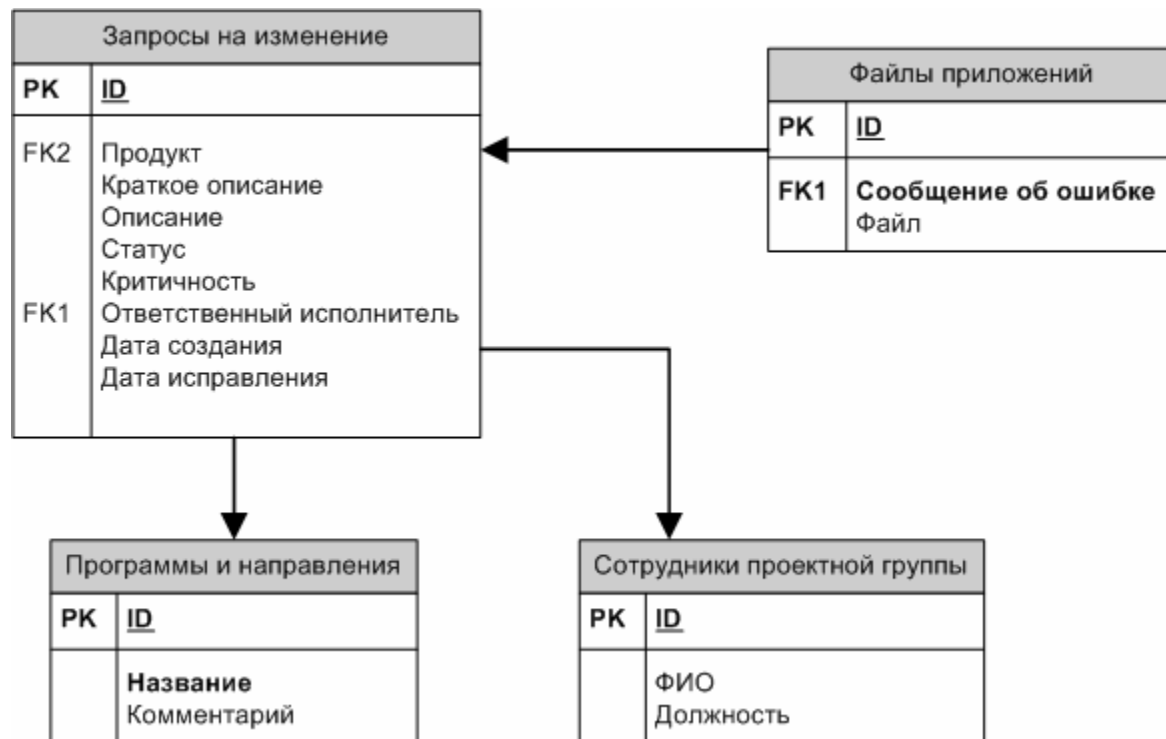 Запросы на изменение
PK ID
FK2 Продукт
Краткое описание
Описание
Статус
Критичность
FK1 Ответственный исполнитель
Дата создания
Дата исправления
Файлы приложений
PK ID
FK1 Сообщение об ошибке
Файл
Программы и направления
PK ID
Название
Комментарий
Сотрудники проектной группы
PK ID
ФИО
Должность